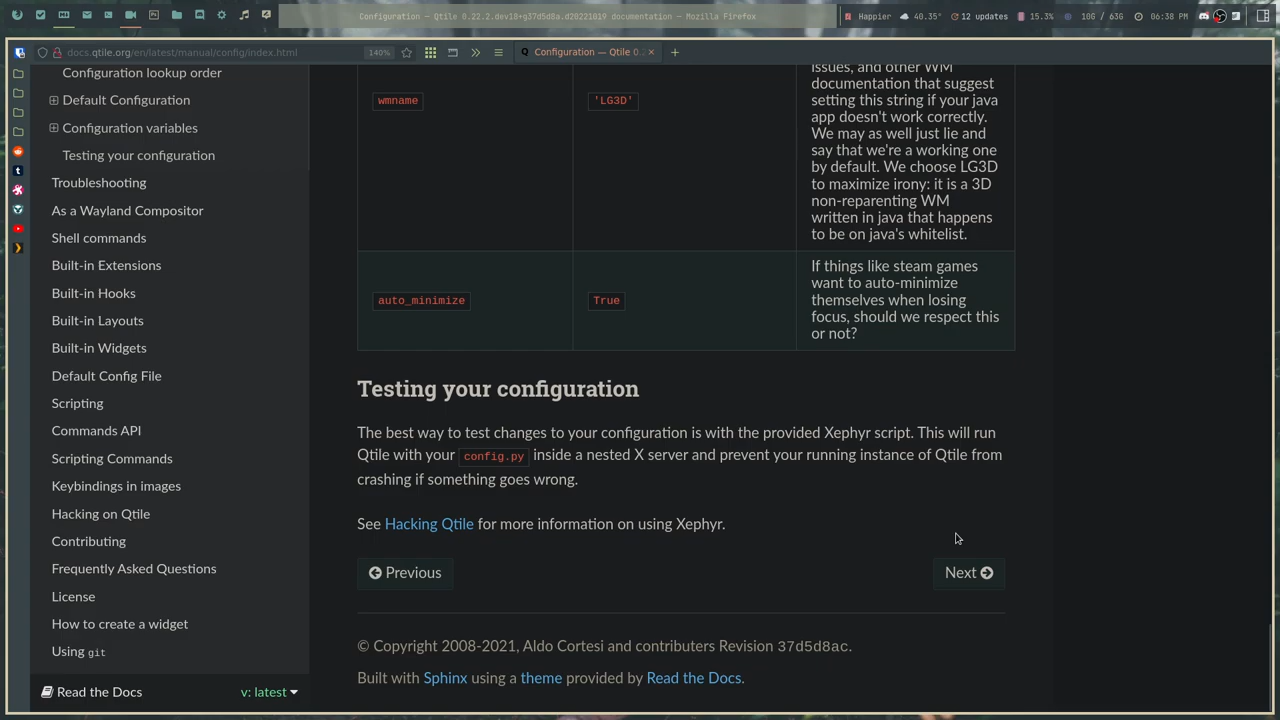 Configuration — Qtile 0.22.2.dev18+g37d5d8a.d20221019 documentation — Mozilla Firefox
Happier
40.35°
12 updates
15.3%
10G / 63G
06:38 PM
docs.qtile.org/en/latest/manual/config/index.html
140%
Configuration — Qtile 0.
Configuration lookup order
Default Configuration
Configuration variables
Testing your configuration
Troubleshooting
As a Wayland Compositor
Shell commands
Built-in Extensions
Built-in Hooks
Built-in Layouts
Built-in Widgets
Default Config File
Scripting
Commands API
Scripting Commands
Keybindings in images
Hacking on Qtile
Contributing
Frequently Asked Questions
License
How to create a widget
Using git
Read the Docs
v: latest
wmname
'LG3D'
issues, and other WM
documentation that suggest
setting this string if your java
app doesn't work correctly.
We may as well just lie and
say that we're a working one
by default. We choose LG3D
to maximize irony: it is a 3D
non-reparenting WM
written in java that happens
to be on java's whitelist.
auto_minimize
True
If things like steam games
want to auto-minimize
themselves when losing
focus, should we respect this
or not?
Testing your configuration
The best way to test changes to your configuration is with the provided Xephyr script. This will run
Qtile with your config.py inside a nested X server and prevent your running instance of Qtile from
crashing if something goes wrong.
See Hacking Qtile for more information on using Xephyr.
Previous
Next
© Copyright 2008-2021, Aldo Cortesi and contributers Revision 37d5d8ac.
Built with Sphinx using a theme provided by Read the Docs.